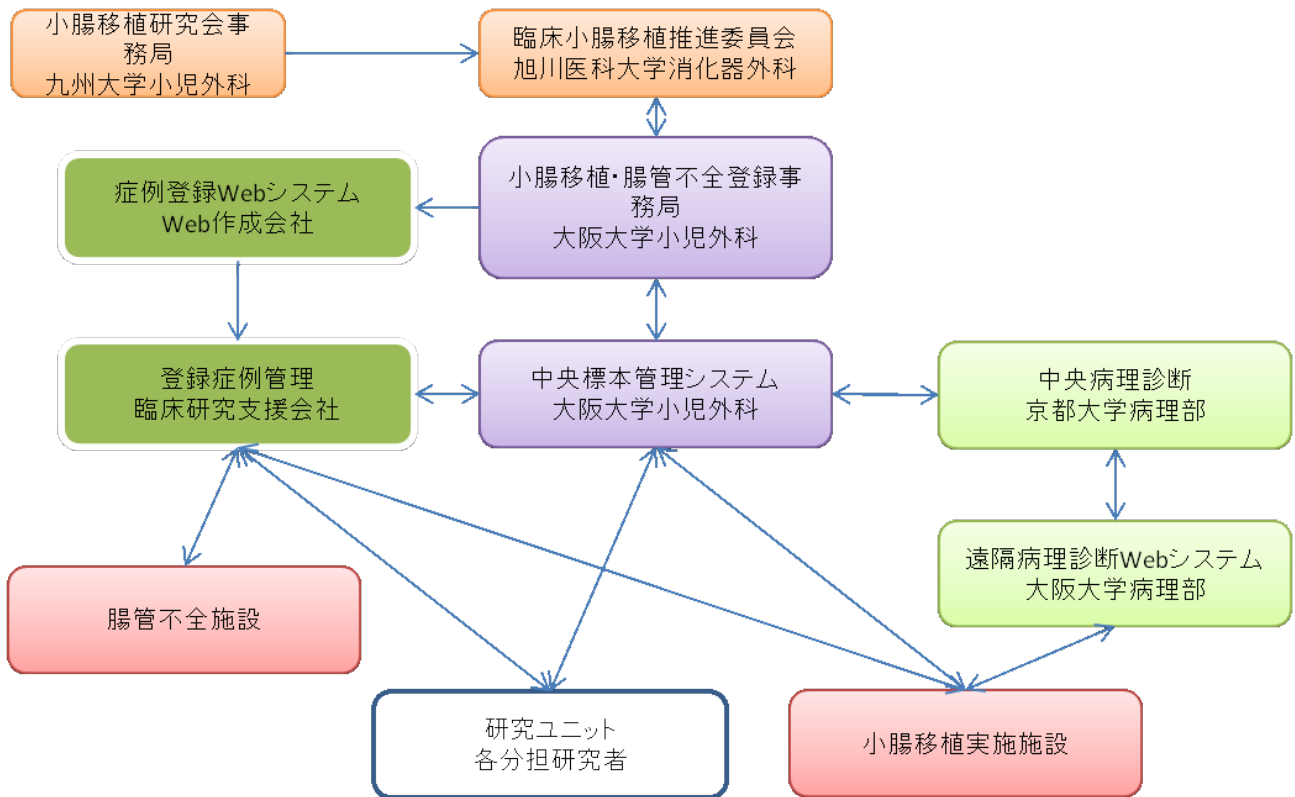 小腸移植研究会事
務局
九州大学小児外科
臨床小腸移植推進委員会
旭川医科大学消化器外科
症例登録Webシステム
Web作成会社
小腸移植・腸管不全登録事
務局
大阪大学小児外科
登録症例管理
臨床研究支援会社
中央標本管理システム
大阪大学小児外科
中央病理診断
京都大学病理部
遠隔病理診断Webシステム
大阪大学病理部
腸管不全施設
研究ユニット
各分担研究者
小腸移植実施施設